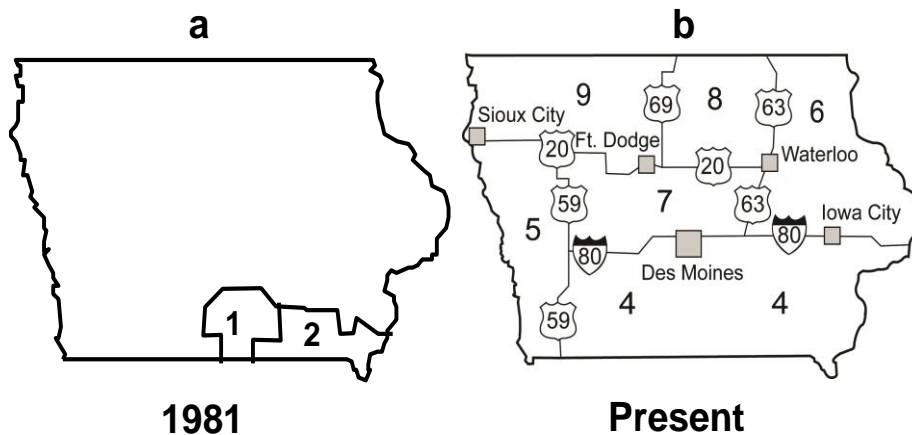 a
b
9
8
6
69
63
Sioux City
20
Ft. Dodge
20
Waterloo
59
7
63
Iowa City
5
80
80
Des Moines
1
2
59
4
4
1981
Present